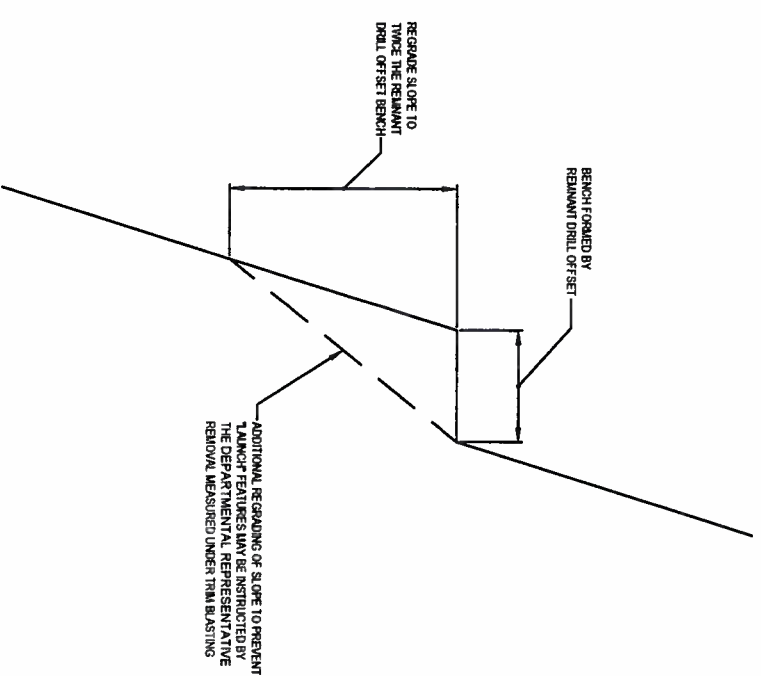 BENCH FORMED BY
REMNANT DRILL OFFSET
REGRADE SLOPE TO
TWICE THE REMNANT
DRILL OFFSET BENCH
ADDITIONAL REGRADING OF SLOPE TO PREVENT
"LAUNCH" FEATURES MAY BE INSTRUCTED BY
THE DEPARTMENTAL REPRESENTATIVE
REMOVAL MEASURED UNDER TRIM BLASTING